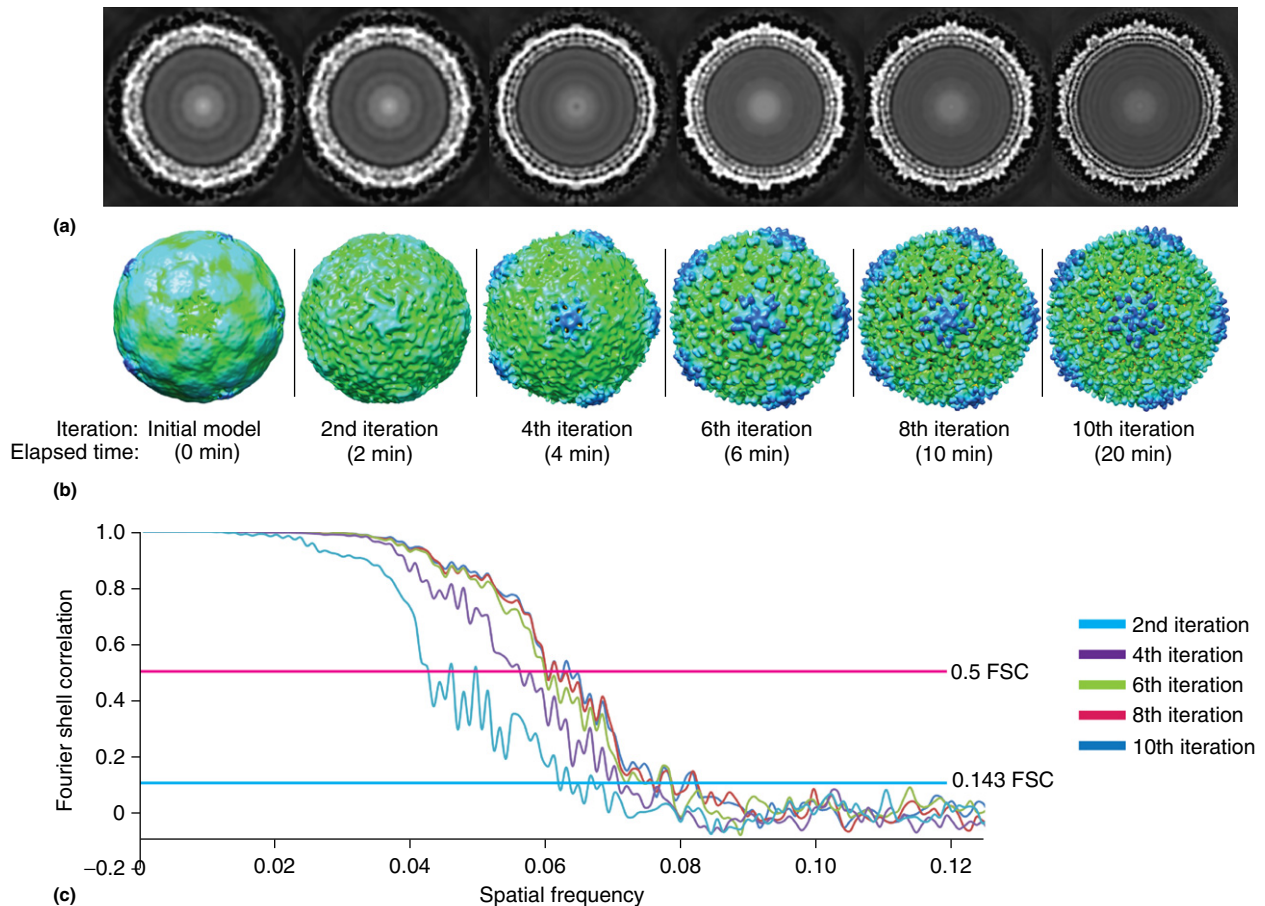 (a)
Iteration: Initial model 2nd iteration 4th iteration 6th iteration 8th iteration 10th iteration
Elapsed time: (0 min) (2 min) (4 min) (6 min) (10 min) (20 min)
(b)
1.0
0.8
0.6
0.4
0.2
0
−0.2
Fourier shell correlation
0.5 FSC
0.143 FSC
2nd iteration
4th iteration
6th iteration
8th iteration
10th iteration
0 0.02 0.04 0.06 0.08 0.10 0.12
Spatial frequency
(c)